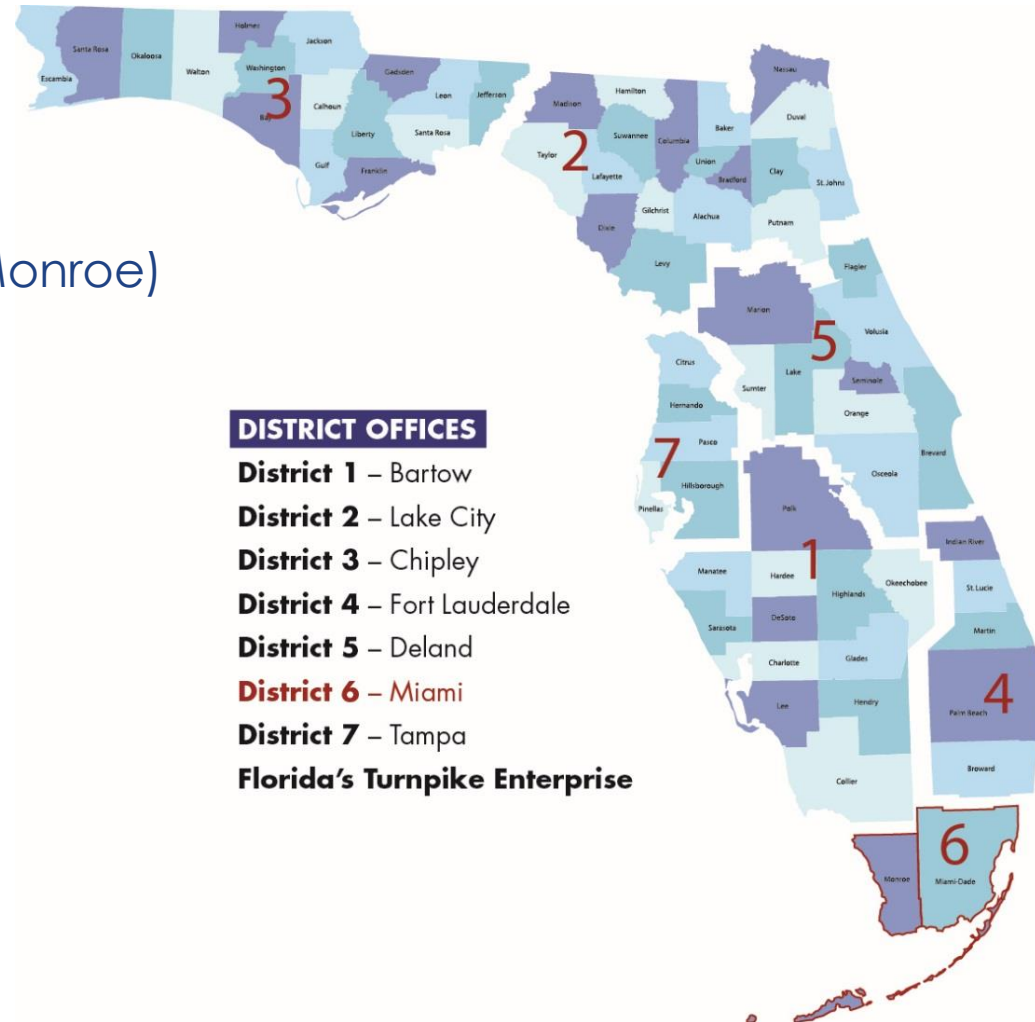 Holmes
Santa Rosa
Jackson
Okaloosa
Walton
Washington
Escambia
Gadsden
3
Bay
Calhoun
Leon
Jefferson
Liberty
Santa Rosa
Gulf
Franklin
Nassau
Hamilton
Madison
Duval
Baker
Suwannee
Columbia
Taylor
2
Union
Lafayette
Bradford
Clay
St. Johns
Gilchrist
Alachua
Putnam
Dixie
Levy
Monroe)
Flagler
Marion
5
Volusia
Citrus
Lake
Sumter
Seminole
Hernando
Orange
Pasco
7
Brevard
Osceola
Hillsborough
Pinellas
Polk
DISTRICT OFFICES
District 1 – Bartow
District 2 – Lake City
District 3 – Chipley
District 4 – Fort Lauderdale
District 5 – Deland
District 6 – Miami
District 7 – Tampa
Florida’s Turnpike Enterprise
Indian River
1
Manatee
Hardee
Okeechobee
St. Lucie
Highlands
DeSoto
Sarasota
Martin
Charlotte
Glades
4
Lee
Hendry
Palm Beach
Broward
Collier
6
Monroe
Miami-Dade